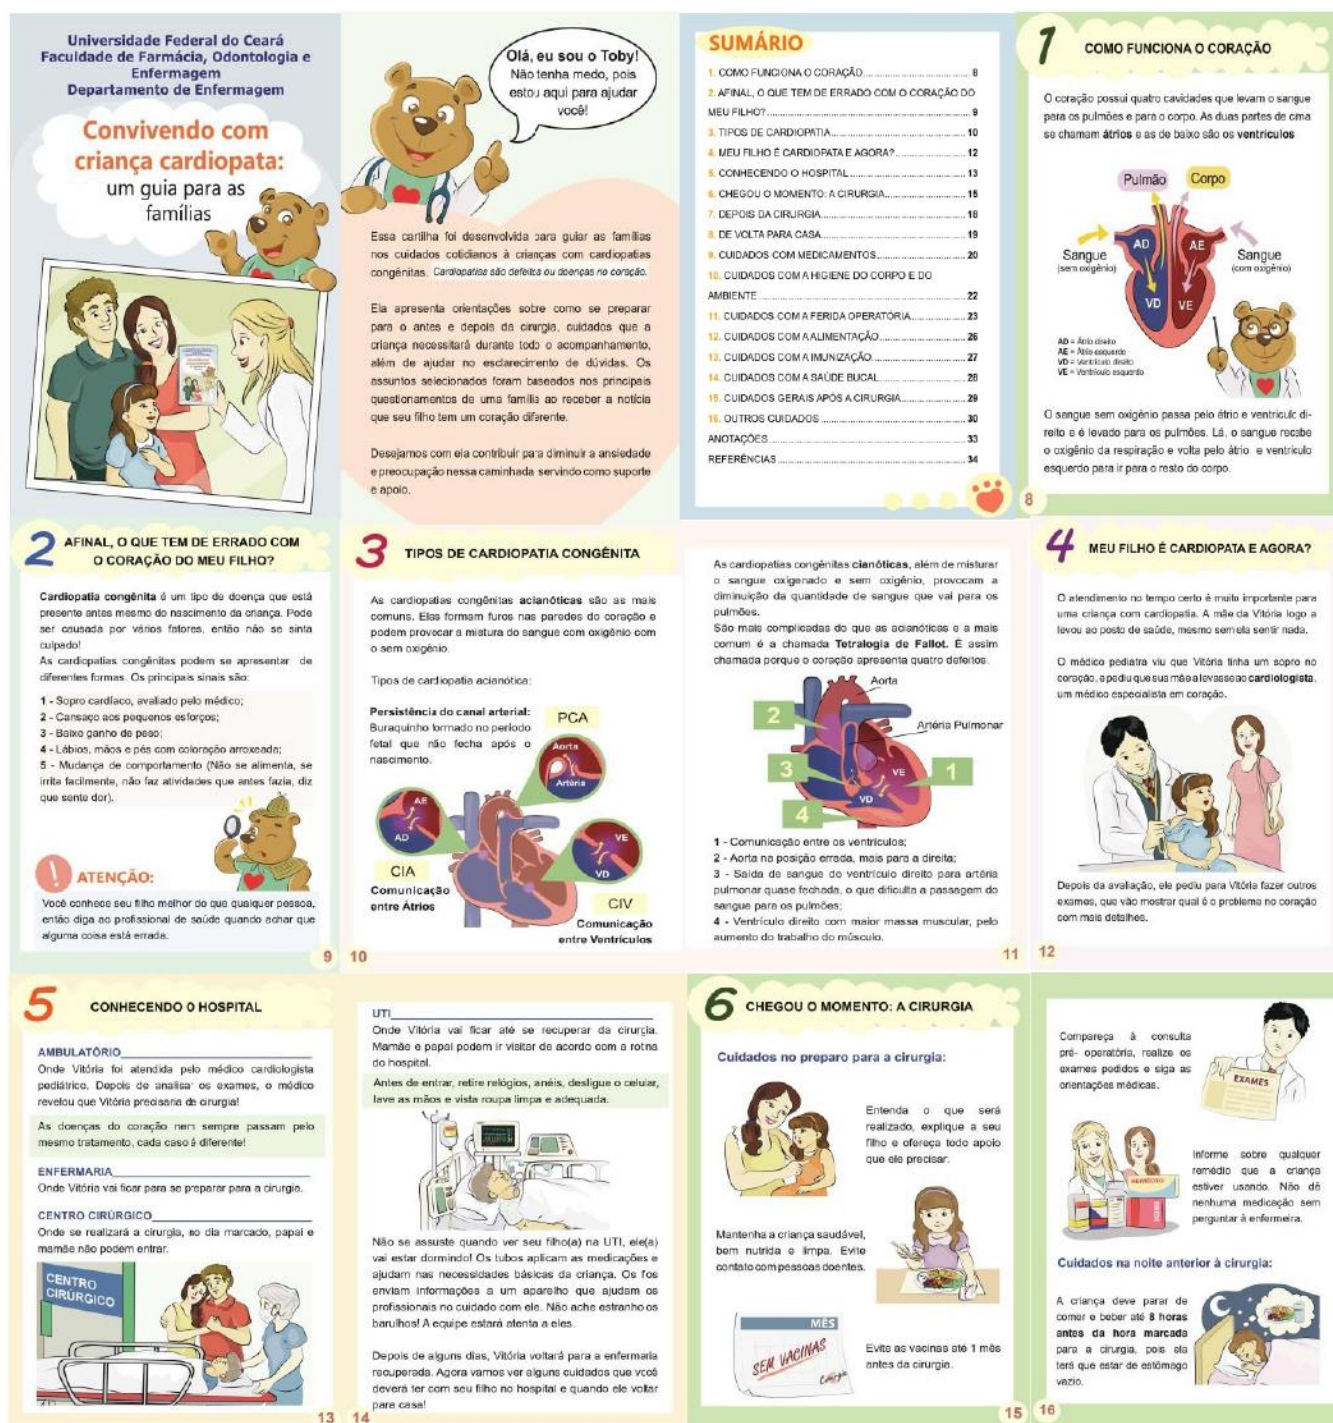 Universidade Federal do Ceará
Faculdade de Farmácia, Odontologia e
Enfermagem
Departamento de Enfermagem
Convivendo com
criança cardiopata:
um guia para as
famílias
Olá, eu sou o Toby!
Não tenha medo, pois
estou aqui para ajudar
você!
Essa cartilha foi desenvolvida para guiar as famílias
nos cuidados cotidianos à crianças com cardiopatias
congênitas. Cardiopatias são defeitos ou doenças no coração.
Ela apresenta orientações sobre como se preparar
para o antes e depois da cirurgia, cuidados que a
criança necessitará durante todo o acompanhamento,
além de ajudar no esclarecimento de dúvidas. Os
assuntos selecionados foram baseados nos principais
questionamentos de uma família ao receber a notícia
que seu filho tem um coração diferente.
Desejamos com ela contribuir para diminuir a ansiedade
e preocupação nessa caminhada servindo como suporte
e apoio.
SUMÁRIO
1. COMO FUNCIONA O CORAÇÃO 8
2. AFINAL, O QUE TEM DE ERRADO COM O CORAÇÃO DO
MEU FILHO? 9
3. TIPOS DE CARDIOPATIA 10
4. MEU FILHO É CARDIOPATA E AGORA? 12
5. CONHECENDO O HOSPITAL 13
6. CHEGOU O MOMENTO: A CIRURGIA 15
7. DEPOIS DA CIRURGIA 18
8. DE VOLTA PARA CASA 19
9. CUIDADOS COM MEDICAMENTOS 20
10. CUIDADOS COM A HIGIENE DO CORPO E DO
AMBIENTE 22
11. CUIDADOS COM A FERIDA OPERATÓRIA 23
12. CUIDADOS COM A ALIMENTAÇÃO 26
13. CUIDADOS COM A IMUNIZAÇÃO 27
14. CUIDADOS COM A SAÚDE BUCAL 28
15. CUIDADOS GERAIS APÓS A CIRURGIA 29
16. OUTROS CUIDADOS 30
ANOTAÇÕES 33
REFERÊNCIAS 34
1 COMO FUNCIONA O CORAÇÃO
O coração possui quatro cavidades que levam o sangue
para os pulmões e para o corpo. As duas partes de cima
se chamam átrios e as de baixo são os ventrículos
Pulmão
Corpo
Sangue
(sem oxigênio)
AD
AE
VD
VE
Sangue
(com oxigênio)
AD = Átrio direito
AE = Átrio esquerdo
VD = Ventrículo direito
VE = Ventrículo esquerdo
O sangue sem oxigênio passa pelo átrio e ventrículo di-
reito e é levado para os pulmões. Lá, o sangue recebe
o oxigênio da respiração e volta pelo átrio e ventrículo
esquerdo para ir para o resto do corpo.
8
2 AFINAL, O QUE TEM DE ERRADO COM
O CORAÇÃO DO MEU FILHO?
Cardiopatia congênita é um tipo de doença que está
presente antes mesmo do nascimento da criança. Pode
ser causada por vários fatores, então não se sinta
culpado!
As cardiopatias congênitas podem se apresentar de
diferentes formas. Os principais sinais são:
1 - Sopro cardíaco, avaliado pelo médico;
2 - Cansaço aos pequenos esforços;
3 - Baixo ganho de peso;
4 - Lábios, mãos e pés com coloração arroxeada;
5 - Mudança de comportamento (Não se alimenta, se
irrita facilmente, não faz atividades que antes fazia, diz
que sente dor).
ATENÇÃO:
Você conhece seu filho melhor do que qualquer pessoa,
então diga ao profissional de saúde quando achar que
alguma coisa está errada.
9
3 TIPOS DE CARDIOPATIA CONGÊNITA
As cardiopatias congênitas acianóticas são as mais
comuns. Elas formam furos nas paredes do coração e
podem provocar a mistura do sangue com oxigênio com
o sem oxigênio.
Tipos de cardiopatia acianótica:
Persistência do canal arterial:
Buraquinho formado no período
fetal que não fecha após o
nascimento.
PCA
Aorta
Artéria
AE
AD
CIA
Comunicação
entre Átrios
VE
VD
CIV
Comunicação
entre Ventrículos
10
As cardiopatias congênitas cianóticas, além de misturar
o sangue oxigenado e sem oxigênio, provocam a
diminuição da quantidade de sangue que vai para os
pulmões.
São mais complicadas do que as acianóticas e a mais
comum é a chamada Tetralogia de Fallot. É assim
chamada porque o coração apresenta quatro defeitos.
Aorta
Artéria Pulmonar
2
3
VE
1
VD
4
1 - Comunicação entre os ventrículos;
2 - Aorta na posição errada, mais para a direita;
3 - Saída de sangue do ventrículo direito para artéria
pulmonar quase fechada, o que dificulta a passagem do
sangue para os pulmões;
4 - Ventrículo direito com maior massa muscular, pelo
aumento do trabalho do músculo.
11
4 MEU FILHO É CARDIOPATA E AGORA?
O atendimento no tempo certo é muito importante para
uma criança com cardiopatia. A mãe da Vitória logo a
levou ao posto de saúde, mesmo sem ela sentir nada.
O médico pediatra viu que Vitória tinha um sopro no
coração, e pediu que sua mãe a levasse ao cardiologista,
um médico especialista em coração.
Depois da avaliação, ele pediu para Vitória fazer outros
exames, que vão mostrar qual é o problema no coração
com mais detalhes.
12
5 CONHECENDO O HOSPITAL
AMBULATÓRIO
Onde Vitória foi atendida pelo médico cardiologista
pediátrico. Depois de analisar os exames, o médico
revelou que Vitória precisaria de cirurgia!
As doenças do coração nem sempre passam pelo
mesmo tratamento, cada caso é diferente!
ENFERMARIA
Onde Vitória vai ficar para se preparar para a cirurgia.
CENTRO CIRÚRGICO
Onde se realizará a cirurgia, no dia marcado, papai e
mamãe não podem entrar.
CENTRO
CIRÚRGICO
13
UTI
Onde Vitória vai ficar até se recuperar da cirurgia.
Mamãe e papai podem ir visitar de acordo com a rotina
do hospital.
Antes de entrar, retire relógios, anéis, desligue o celular,
lave as mãos e vista roupa limpa e adequada.
Não se assuste quando ver seu filho(a) na UTI, ele(a)
vai estar dormindo! Os tubos aplicam as medicações e
ajudam nas necessidades básicas da criança. Os fios
enviam informações a um aparelho que ajudam os
profissionais no cuidado com ele. Não ache estranho os
barulhos! A equipe estará atenta a eles.
Depois de alguns dias, Vitória voltará para a enfermaria
recuperada. Agora vamos ver alguns cuidados que você
deverá ter com seu filho no hospital e quando ele voltar
para casa!
14
6 CHEGOU O MOMENTO: A CIRURGIA
Cuidados no preparo para a cirurgia:
Entenda o que será
realizado, explique a seu
filho e ofereça todo apoio
que ele precisar.
Mantenha a criança saudável,
bem nutrida e limpa. Evite
contato com pessoas doentes.
MÊS
SEM VACINAS
Cirurgia
Evite as vacinas até 1 mês
antes da cirurgia.
15
Compareça à consulta
pré- operatória, realize os
exames pedidos e siga as
orientações médicas.
EXAMES
REMÉDIO
Informe sobre qualquer
remédio que a criança
estiver usando. Não dê
nenhuma medicação sem
perguntar à enfermeira.
Cuidados na noite anterior à cirurgia:
A criança deve parar de
comer e beber até 8 horas
antes da hora marcada
para a cirurgia, pois ela
terá que estar de estômago
vazio.
16